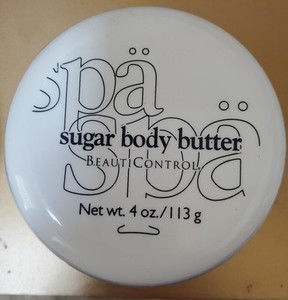 spä
sugar body butter
spä
BEAUTICONTROL
Net wt. 4 oz./113 g